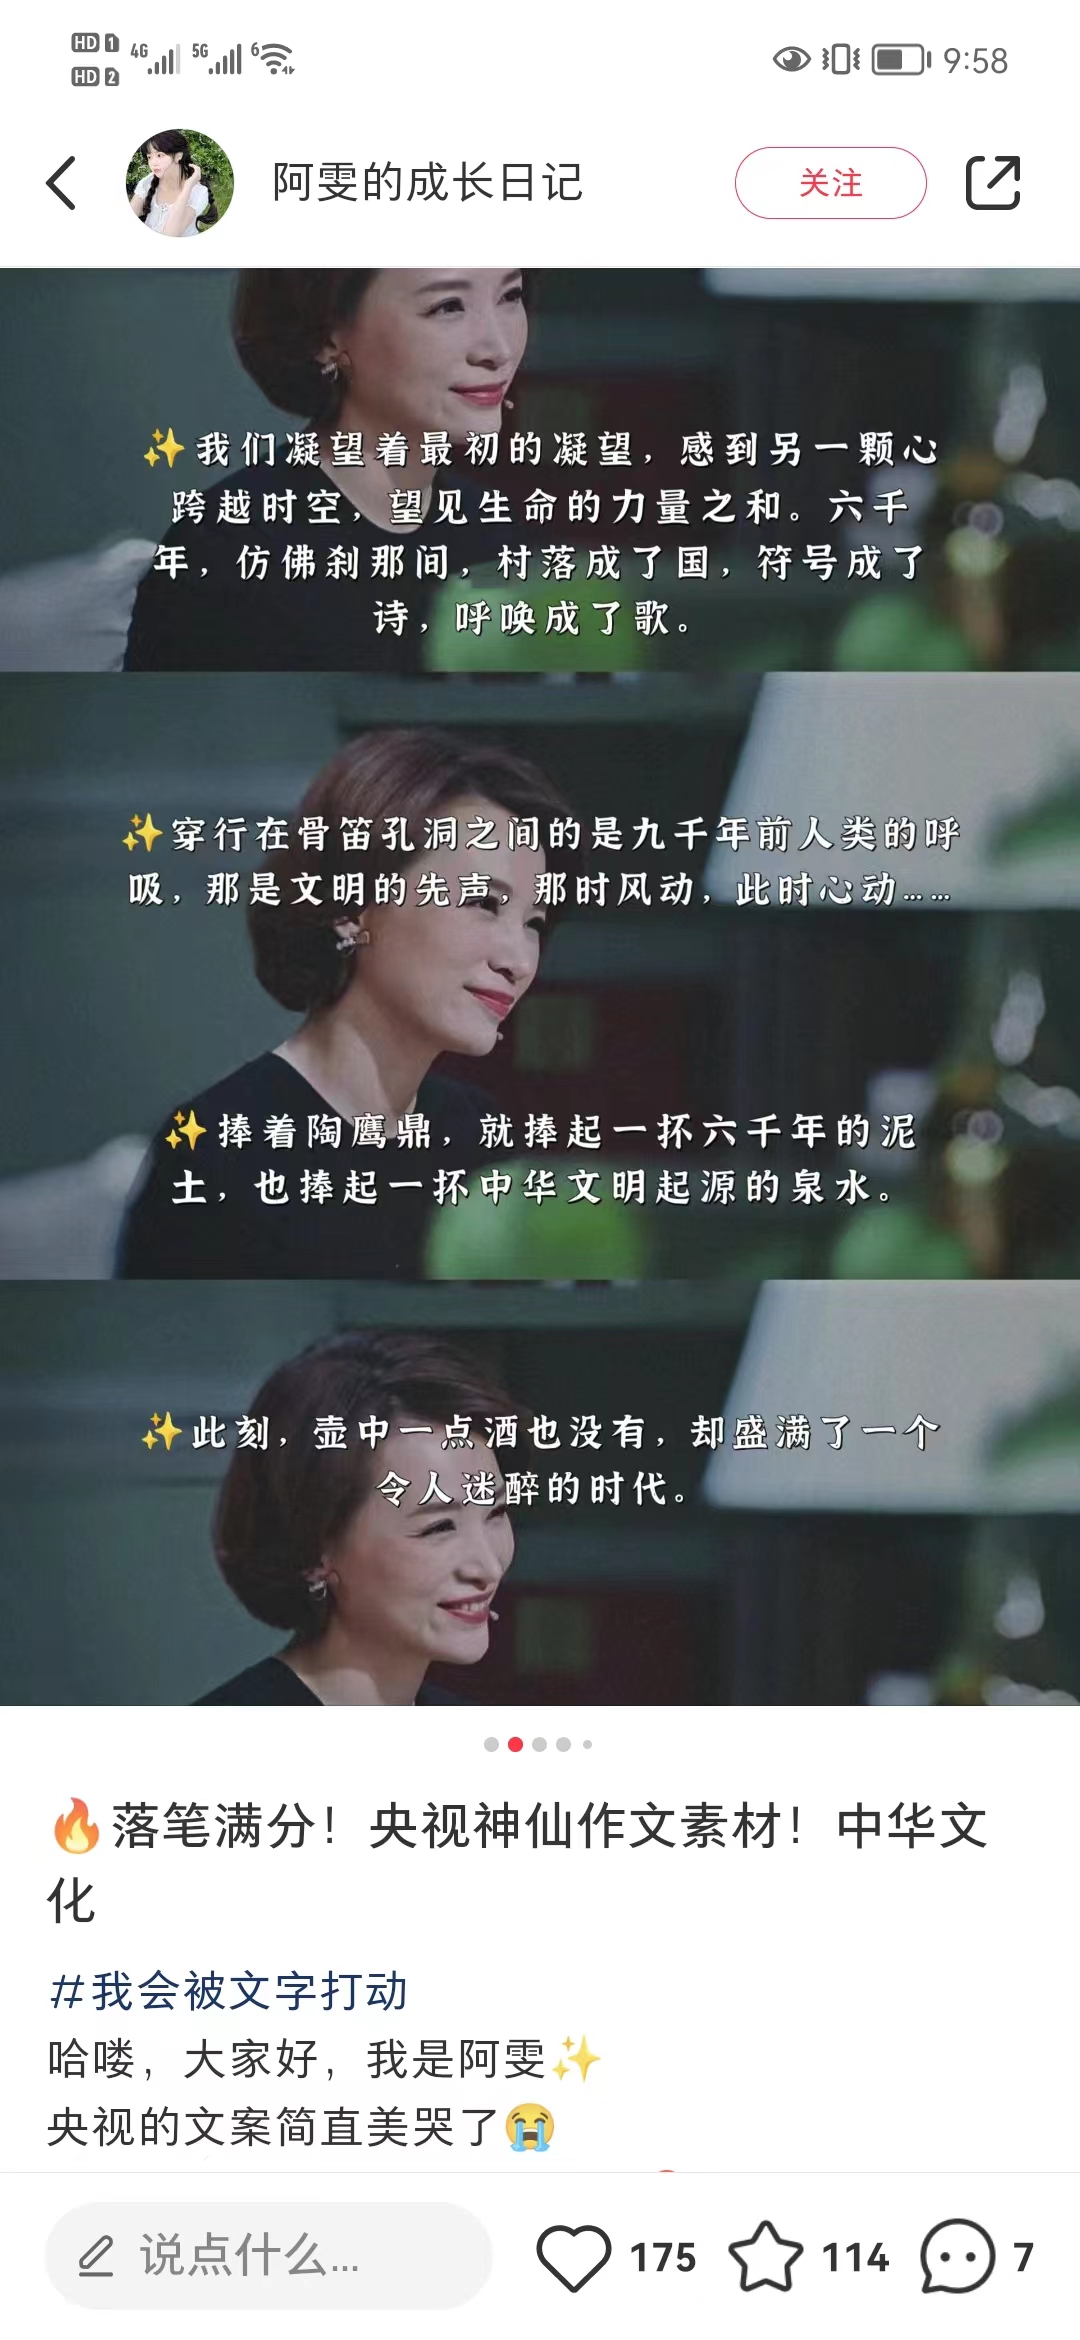 HD 1 4G 5G 6 9:58
HD 2
阿雯的成长日记 关注
✨我们凝望着最初的凝望，感到另一颗心
跨越时空，望见生命的力量之和。六千
年，仿佛刹那间，村落成了国，符号成了
诗，呼唤成了歌。
✨穿行在骨笛孔洞之间的是九千年前人类的呼
吸，那是文明的先声，那时风动，此时心动……
✨捧着陶鹰鼎，就捧起一抔六千年的泥
土，也捧起一抔中华文明起源的泉水。
✨此刻，壶中一点酒也没有，却盛满了一个
令人迷醉的时代。
🔥落笔满分！央视神仙作文素材！中华文
化
#我会被文字打动
哈喽，大家好，我是阿雯✨
央视的文案简直美哭了😭
说点什么... 175 114 7